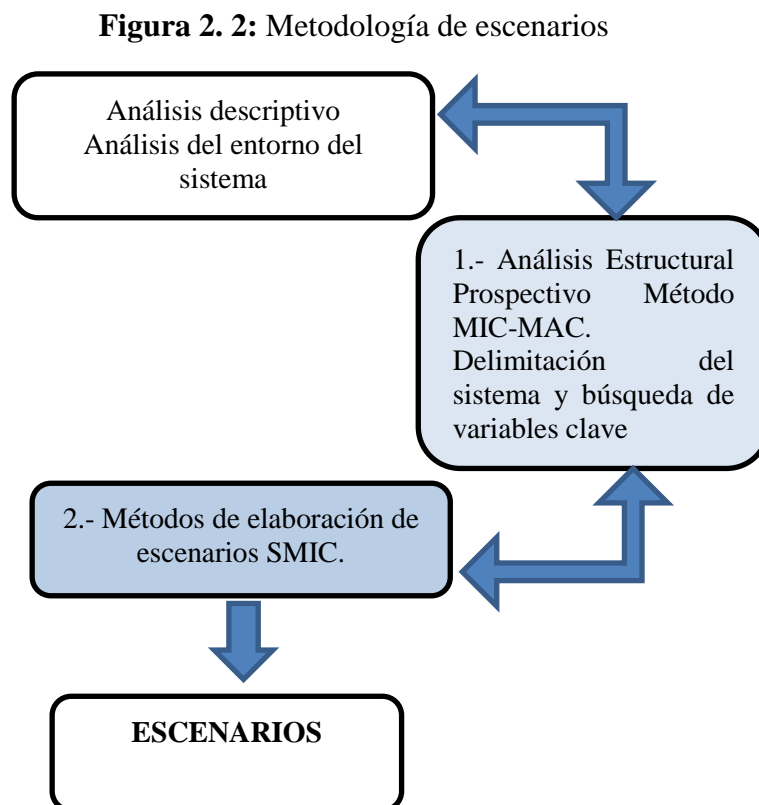 Figura 2. 2: Metodología de escenarios
Análisis descriptivo
Análisis del entorno del
sistema
1.- Análisis Estructural
Prospectivo Método
MIC-MAC.
Delimitación del
sistema y búsqueda de
variables clave
2.- Métodos de elaboración de
escenarios SMIC.
ESCENARIOS